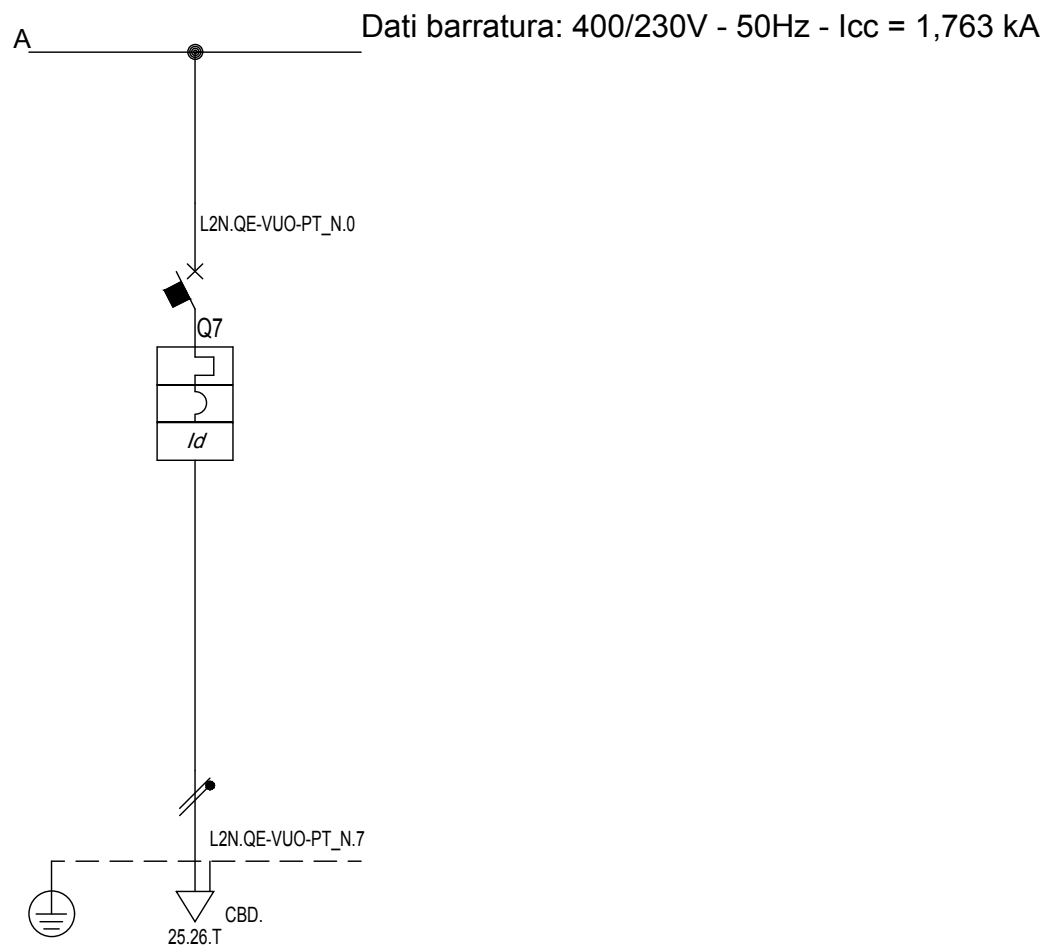 Dati barratura: 400/230V - 50Hz - Icc = 1,763 kA
A
L2N.QE-VUO-PT_N.0
Q7
Id
L2N.QE-VUO-PT_N.7
CBD.
25.26.T